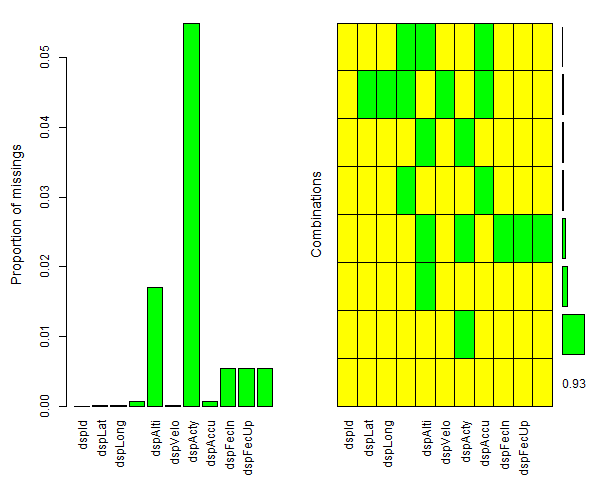 Proportion of missings
0.05
0.04
0.03
0.02
0.01
0.00
dspId
dspLat
dspLong
dspAlti
dspVelo
dspActy
dspAccu
dspFecIn
dspFecUp
Combinations
0.93
dspId
dspLat
dspLong
dspAlti
dspVelo
dspActy
dspAccu
dspFecIn
dspFecUp